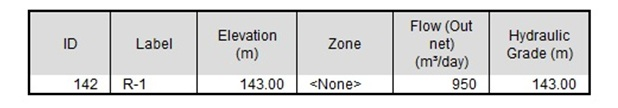 ID Label Elevation (m) Zone Flow (Out net) (m³/day) Hydraulic Grade (m)
142 R-1 143.00 <None> 950 143.00